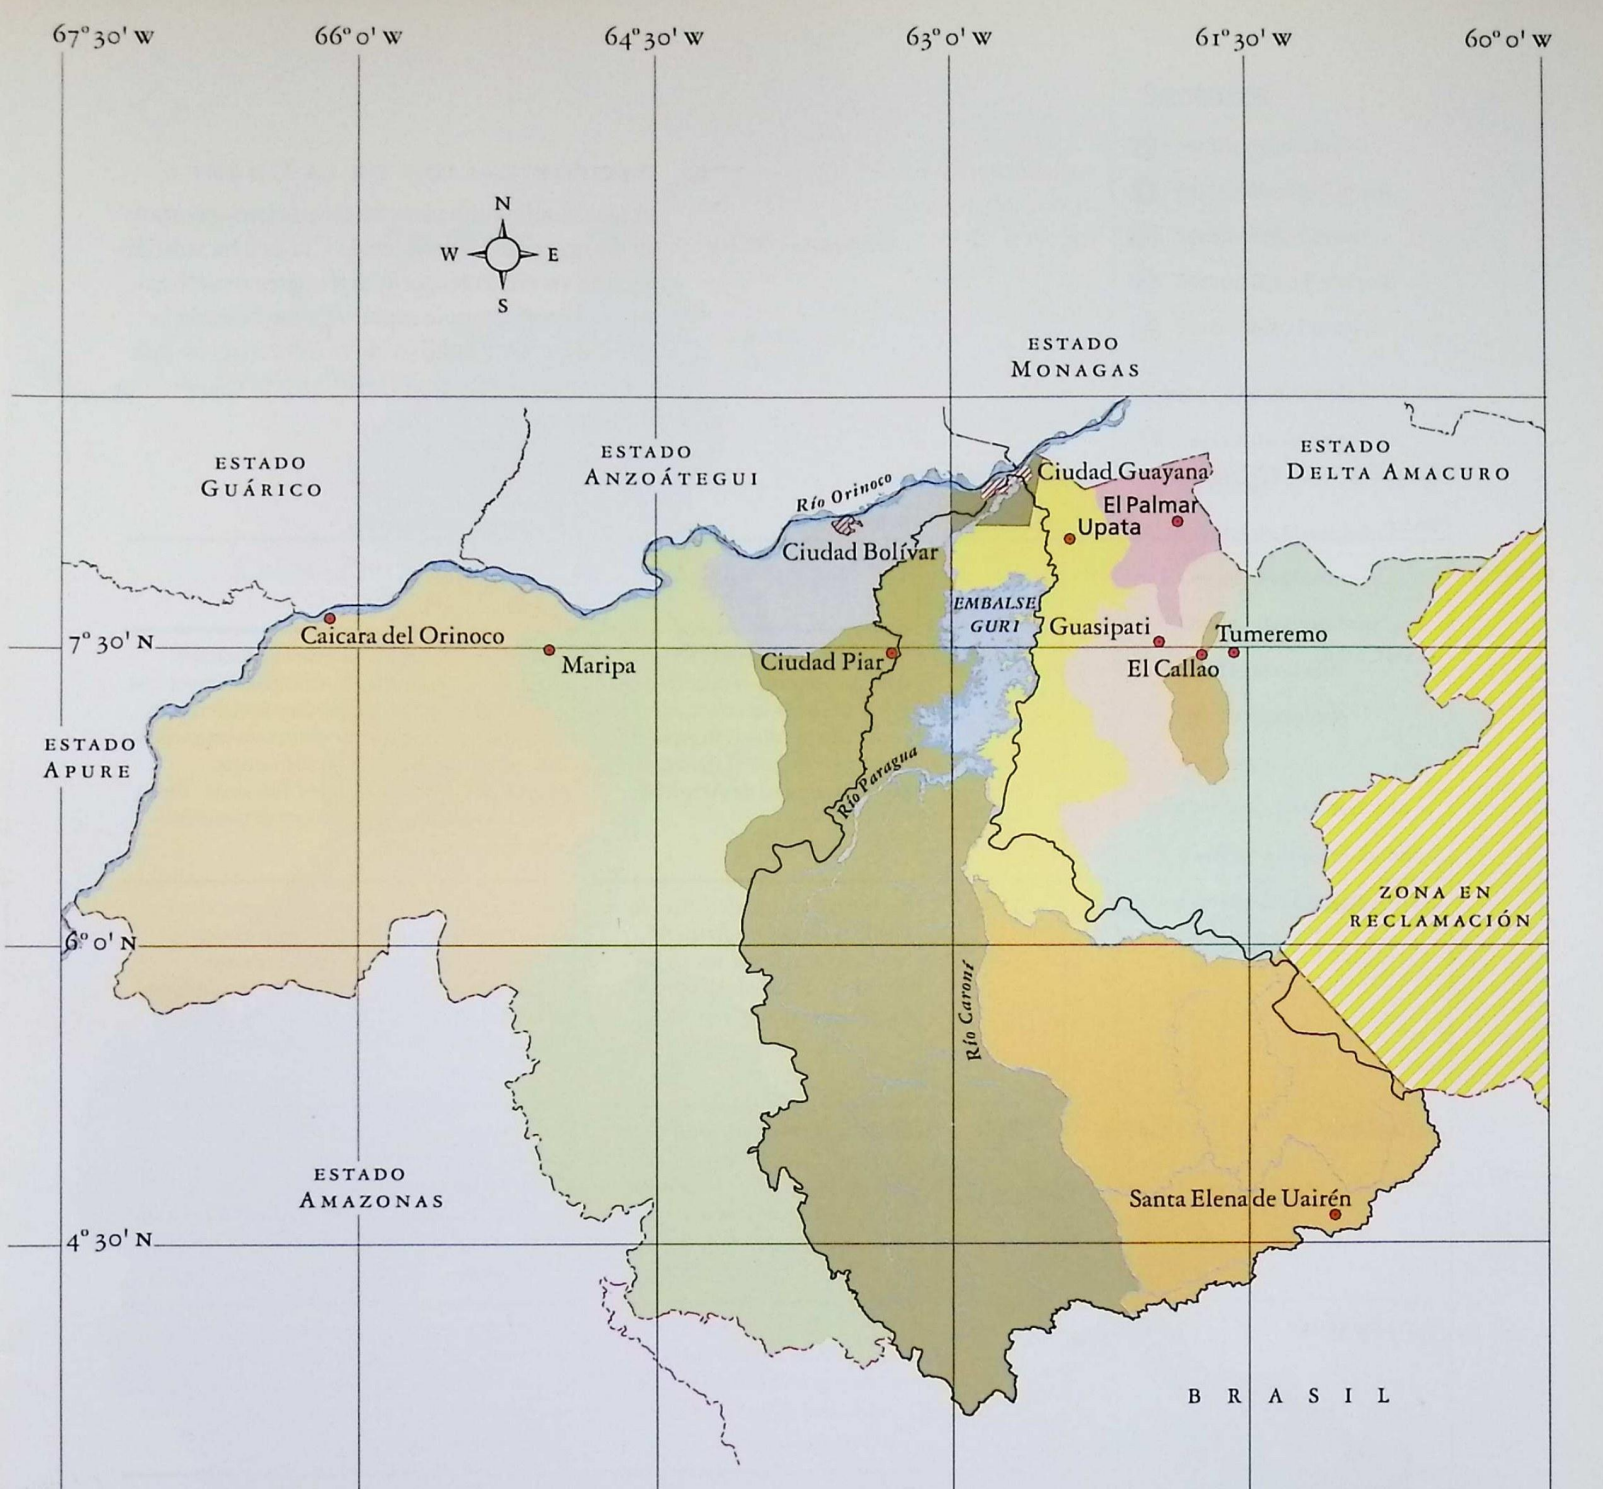 67°30' W
66°0' W
64°30' W
63°0' W
61°30' W
60°0' W
N
W
E
S
ESTADO
MONAGAS
ESTADO
GUÁRICO
ESTADO
ANZOÁTEGUI
ESTADO
DELTA AMACURO
Río Orinoco
Ciudad Guayana
El Palmar
Upata
Ciudad Bolívar
EMBALSE
GURI
Caicara del Orinoco
Guasipati
Tumeremo
7°30' N
Maripa
Ciudad Piar
El Callao
ESTADO
APURE
Río Paragua
ZONA EN
RECLAMACIÓN
6°0' N
Río Caroní
ESTADO
AMAZONAS
Santa Elena de Uairén
4°30' N
BRASIL